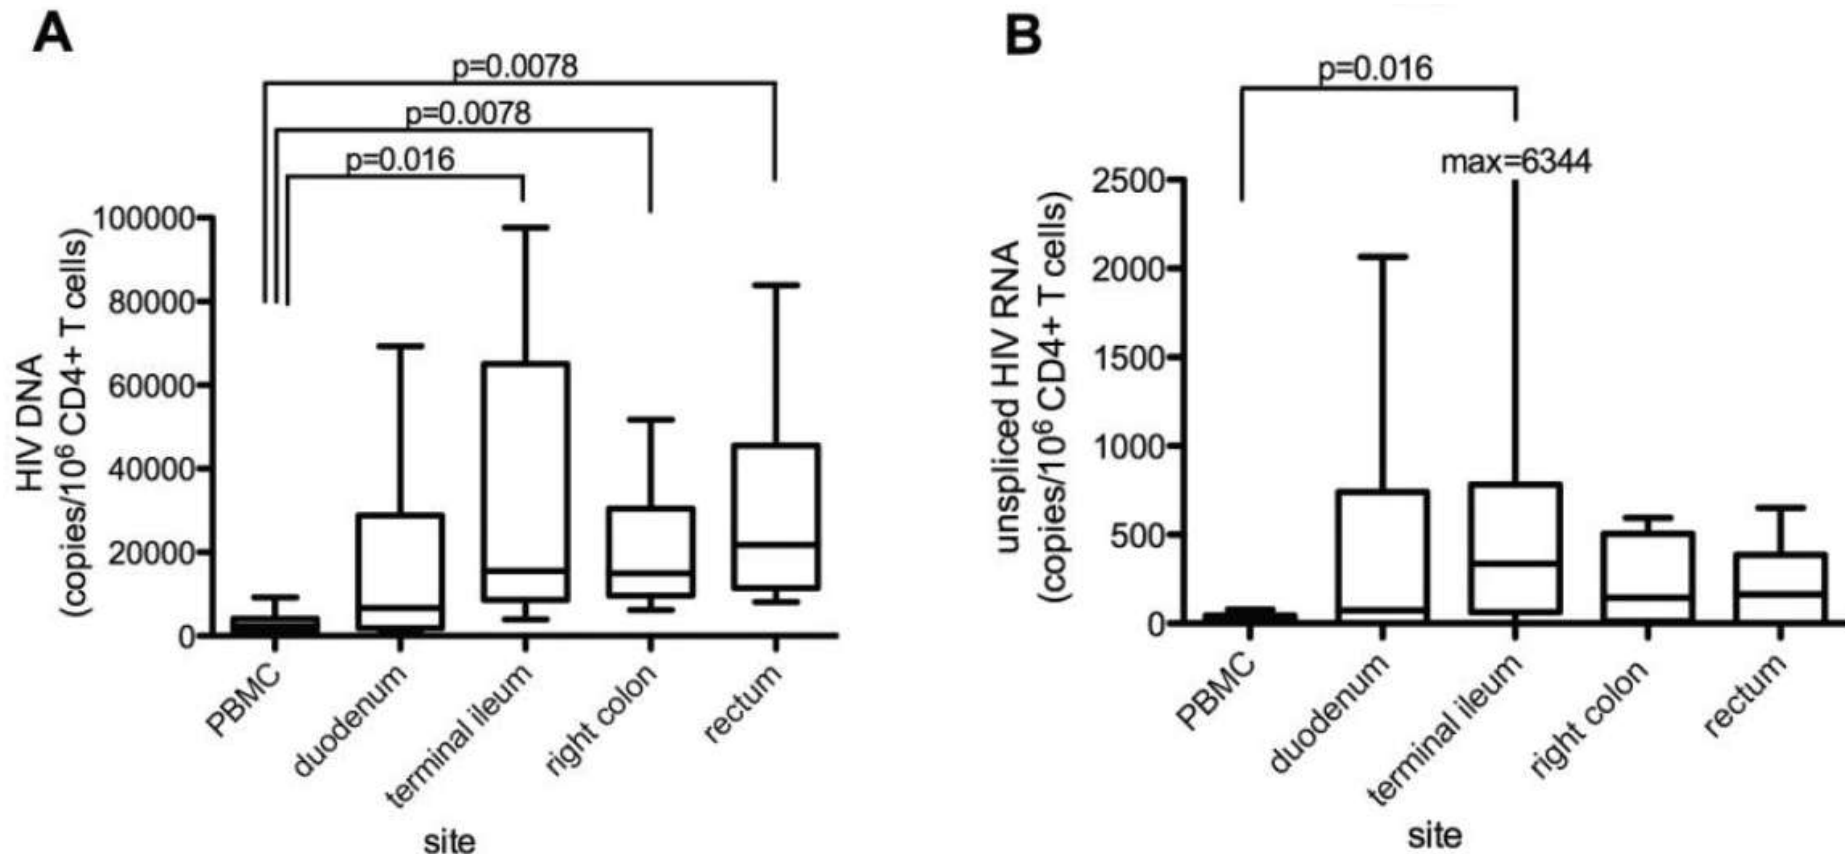 A
p=0.0078
p=0.0078
p=0.016
HIV DNA
(copies/10⁶ CD4+ T cells)
100000
80000
60000
40000
20000
0
PBMC
duodenum
terminal ileum
right colon
rectum
site
B
p=0.016
max=6344
unspliced HIV RNA
(copies/10⁶ CD4+ T cells)
2500
2000
1500
1000
500
0
PBMC
duodenum
terminal ileum
right colon
rectum
site